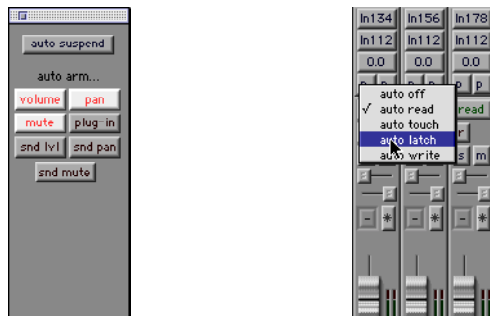 auto suspend
auto arm...
volume pan
mute plug-in
snd lvl snd pan
snd mute
In134 In156 In178
In112 In112 In112
0.0 0.0 0.0
p p p p p p
auto off
✓ auto read read
auto touch
auto latch
auto write s m
- * - * - *